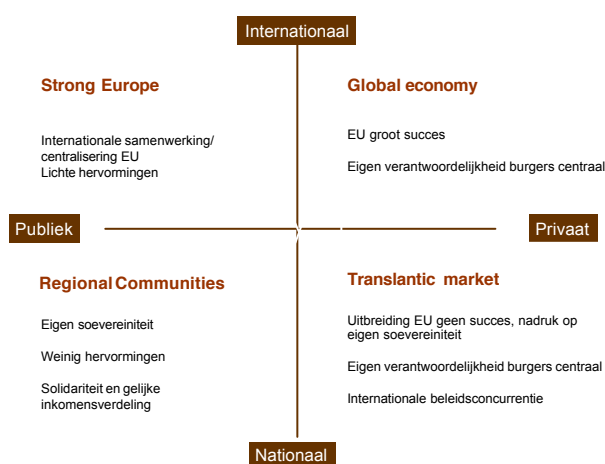 Internationaal
Strong Europe
Internationale samenwerking/
centralisering EU
Lichte hervormingen
Global economy
EU groot succes
Eigen verantwoordelijkheid burgers centraal
Publiek
Privaat
Regional Communities
Eigen soevereiniteit
Weinig hervormingen
Solidariteit en gelijke
inkomensverdeling
Translantic market
Uitbreiding EU geen succes, nadruk op
eigen soevereiniteit
Eigen verantwoordelijkheid burgers centraal
Internationale beleidsconcurrentie
Nationaal